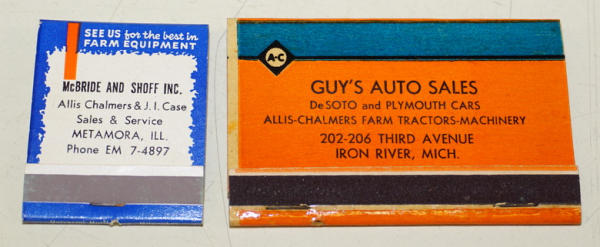 SEE US for the best in
FARM EQUIPMENT
McBRIDE AND SHOFF INC.
Allis Chalmers & J. I. Case
Sales & Service
METAMORA, ILL.
Phone EM 7-4897
A-C
GUY'S AUTO SALES
DeSOTO and PLYMOUTH CARS
ALLIS-CHALMERS FARM TRACTORS-MACHINERY
202-206 THIRD AVENUE
IRON RIVER, MICH.